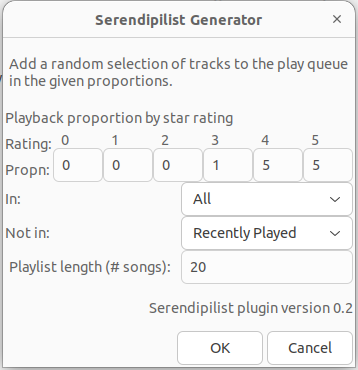 Serendipilist Generator ×
Add a random selection of tracks to the play queue
in the given proportions.
Playback proportion by star rating
Rating: 0 1 2 3 4 5
Propn: 0 0 0 1 5 5
In: All
Not in: Recently Played
Playlist length (# songs): 20
Serendipilist plugin version 0.2
OK Cancel